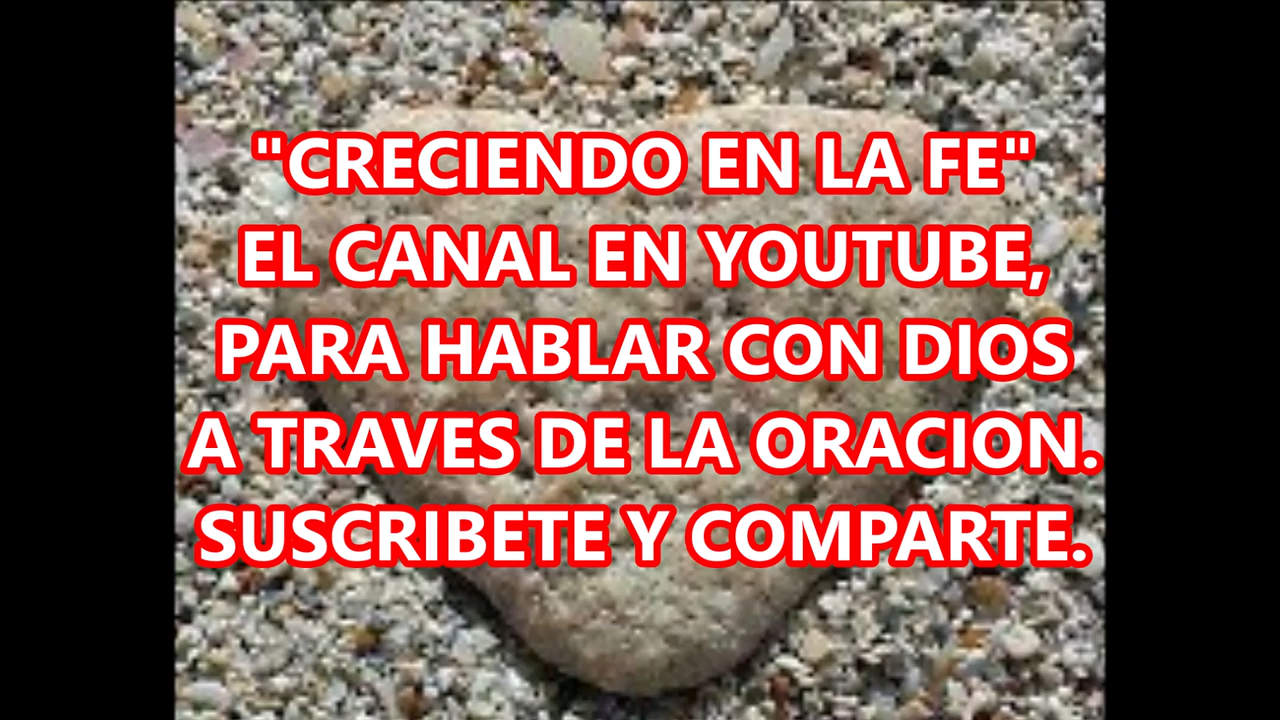 "CRECIENDO EN LA FE"
EL CANAL EN YOUTUBE,
PARA HABLAR CON DIOS
A TRAVES DE LA ORACION.
SUSCRIBETE Y COMPARTE.